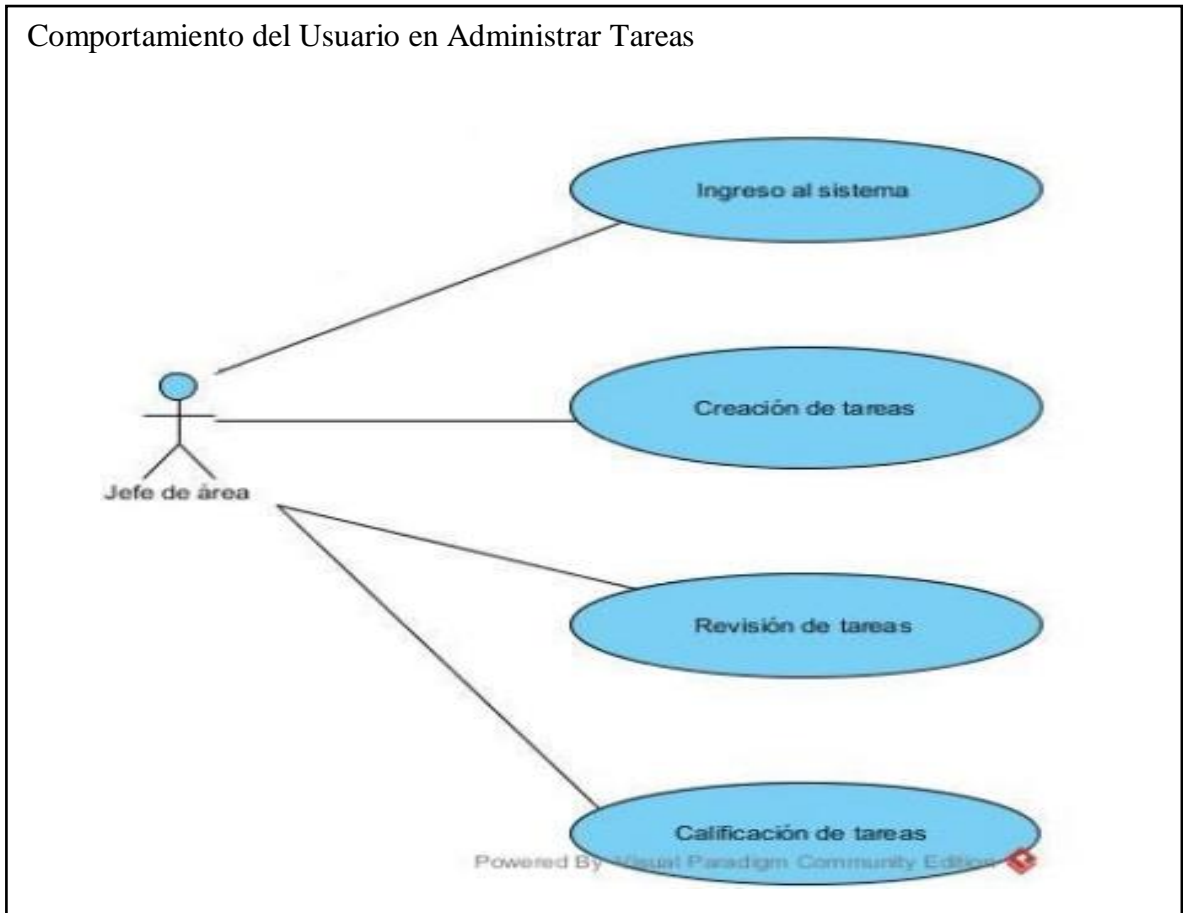 Comportamiento del Usuario en Administrar Tareas
Ingreso al sistema
Creación de tareas
Jefe de área
Revisión de tareas
Calificación de tareas
Powered By Visual Paradigm Community Edition